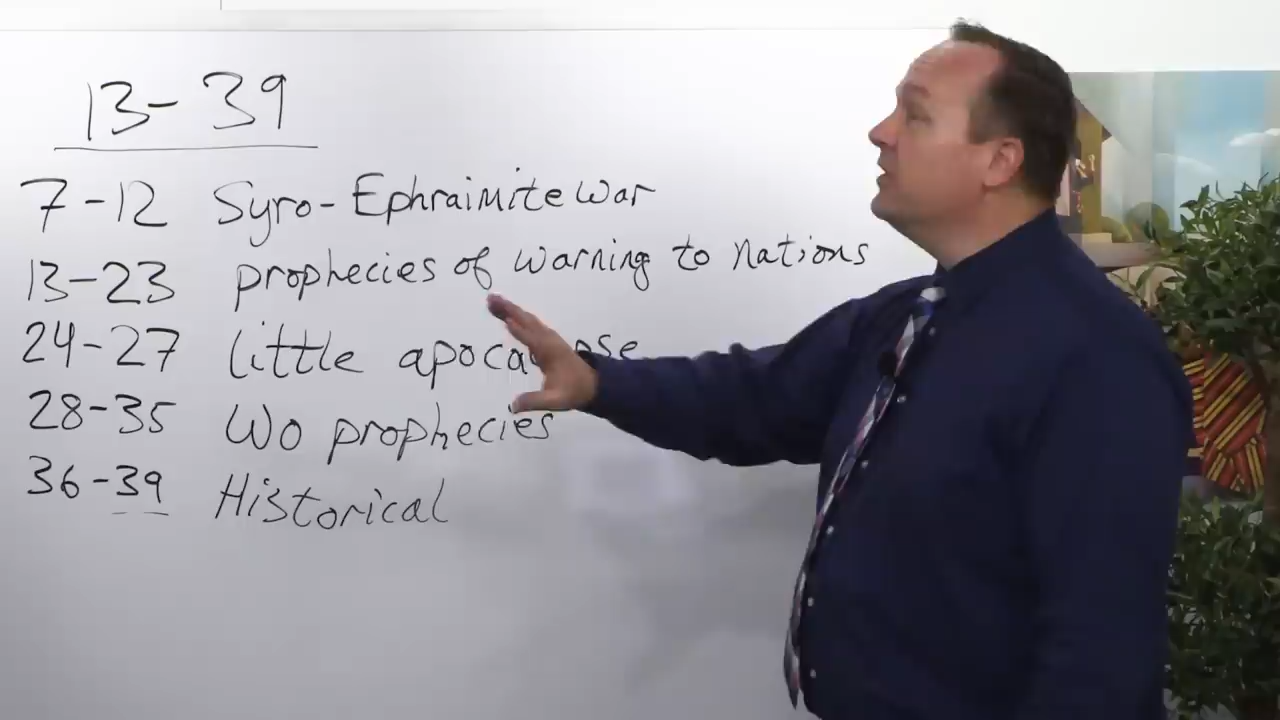 13-39
7-12 Syro-Ephraimite war
13-23 prophecies of warning to nations
24-27 little
28-35 Wo prophecies
36-39 Historical